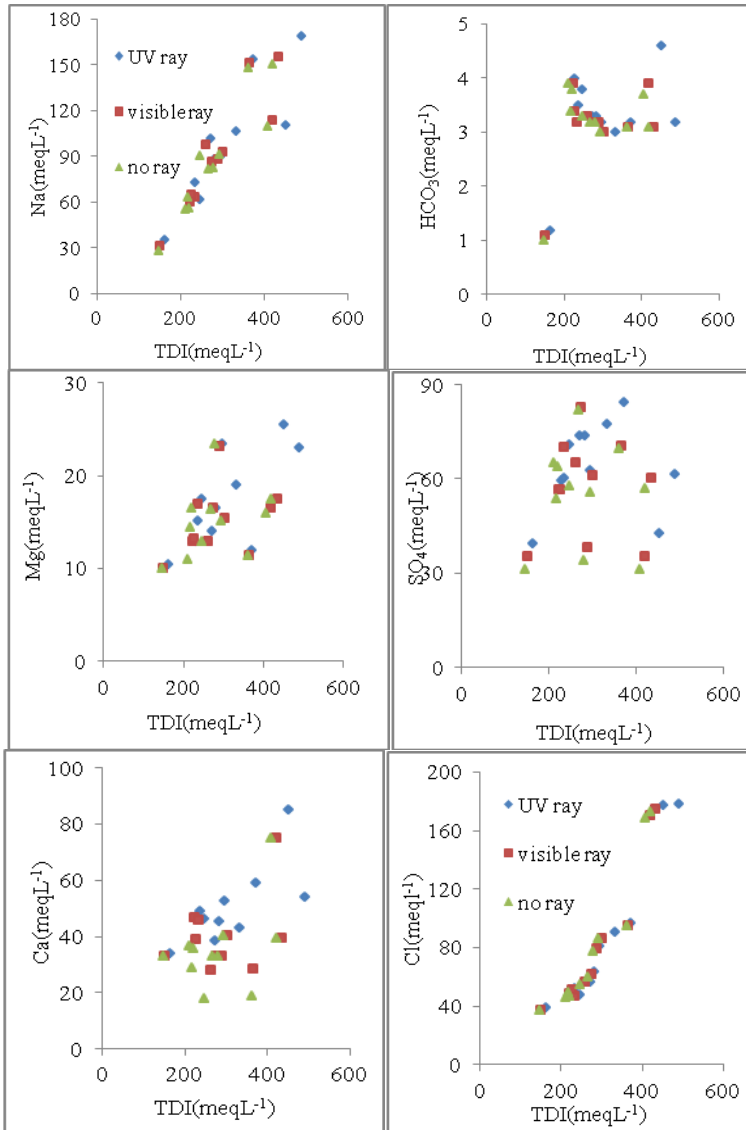 180
150
120
90
60
30
0
Na(meqL-1)
UV ray
visible ray
no ray
0 200 400 600
TDI(meqL-1)
5
4
3
2
1
0
HCO3(meqL-1)
0 200 400 600
TDI(meqL-1)
30
20
10
0
Mg(meqL-1)
0 200 400 600
TDI(meqL-1)
90
60
30
0
SO4(meqL-1)
0 200 400 600
TDI(meqL-1)
100
80
60
40
20
0
Ca(meqL-1)
0 200 400 600
TDI(meqL-1)
200
160
120
80
40
0
Cl(meql-1)
UV ray
visible ray
no ray
0 200 400 600
TDI(meqL-1)